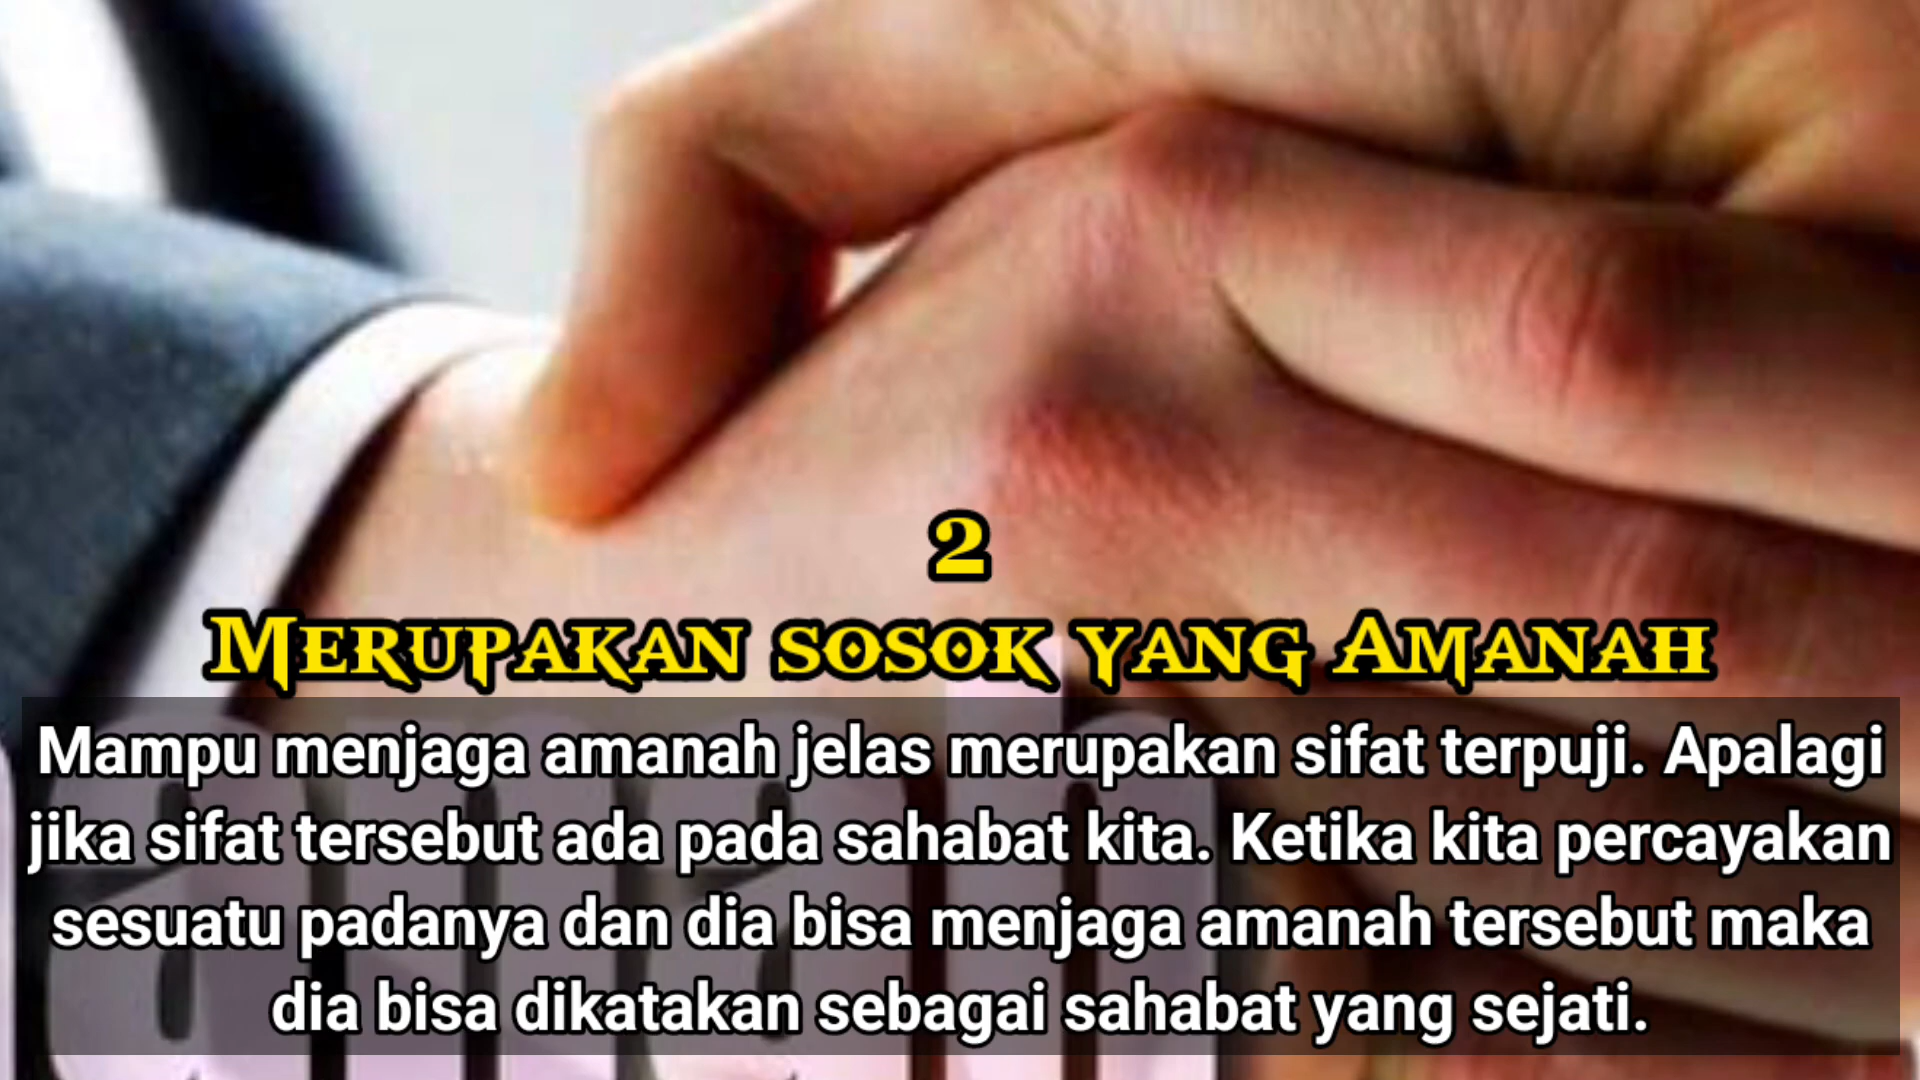 2
Merupakan sosok yang Amanah
Mampu menjaga amanah jelas merupakan sifat terpuji. Apalagi
jika sifat tersebut ada pada sahabat kita. Ketika kita percayakan
sesuatu padanya dan dia bisa menjaga amanah tersebut maka
dia bisa dikatakan sebagai sahabat yang sejati.
amanah